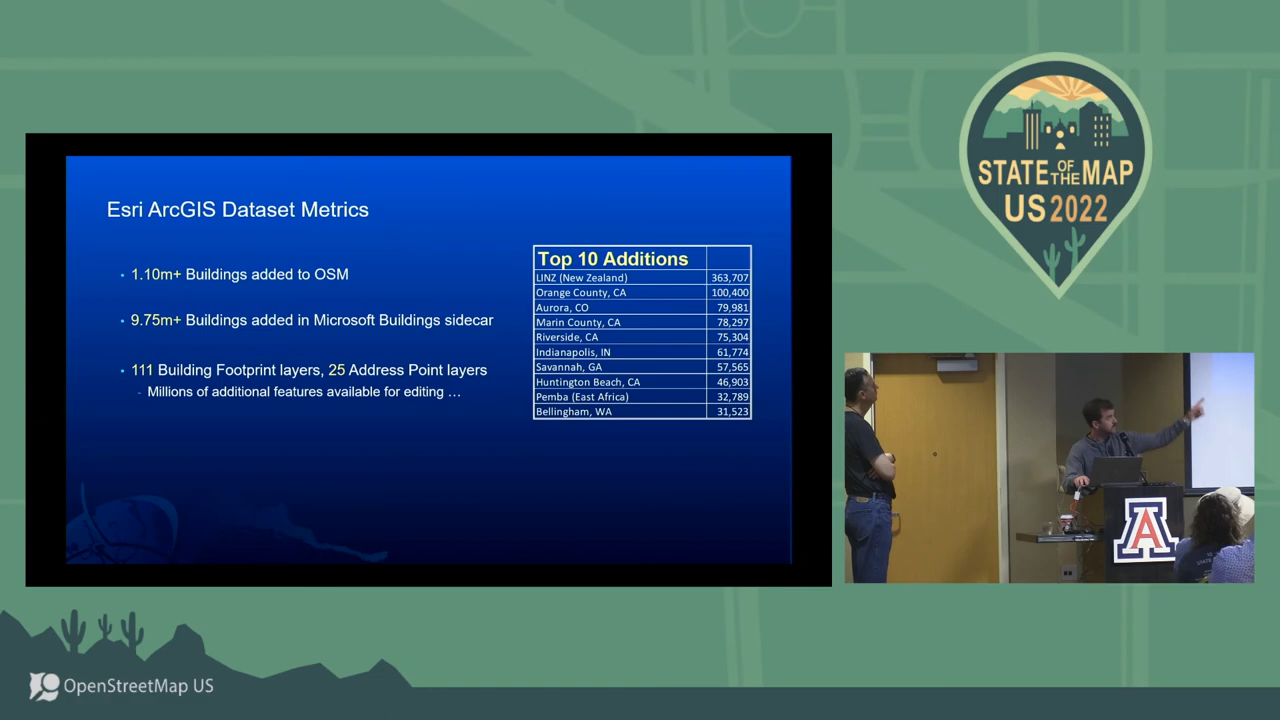 Esri ArcGIS Dataset Metrics
• 1.10m+ Buildings added to OSM
• 9.75m+ Buildings added in Microsoft Buildings sidecar
• 111 Building Footprint layers, 25 Address Point layers
- Millions of additional features available for editing …
Top 10 Additions
LINZ (New Zealand) 363,707
Orange County, CA 100,400
Aurora, CO 79,981
Marin County, CA 78,297
Riverside, CA 75,304
Indianapolis, IN 61,774
Savannah, GA 57,565
Huntington Beach, CA 46,903
Pemba (East Africa) 32,789
Bellingham, WA 31,523
STATE OF THE MAP
US 2022
A
OpenStreetMap US